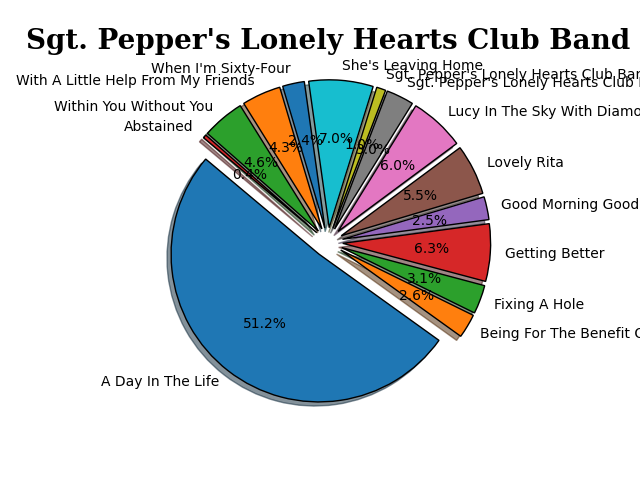 Sgt. Pepper's Lonely Hearts Club Band
She's Leaving Home
When I'm Sixty-Four
Sgt. Pepper's Lonely Hearts Club Ban
With A Little Help From My Friends
Sgt. Pepper's Lonely Hearts Club
Within You Without You
Lucy In The Sky With Diamo
Abstained
2.4%
7.0%
1.0%
4.3%
3.0%
4.6%
6.0%
0.4%
Lovely Rita
5.5%
Good Morning Good
2.5%
6.3%
Getting Better
3.1%
2.6%
Fixing A Hole
51.2%
Being For The Benefit O
A Day In The Life